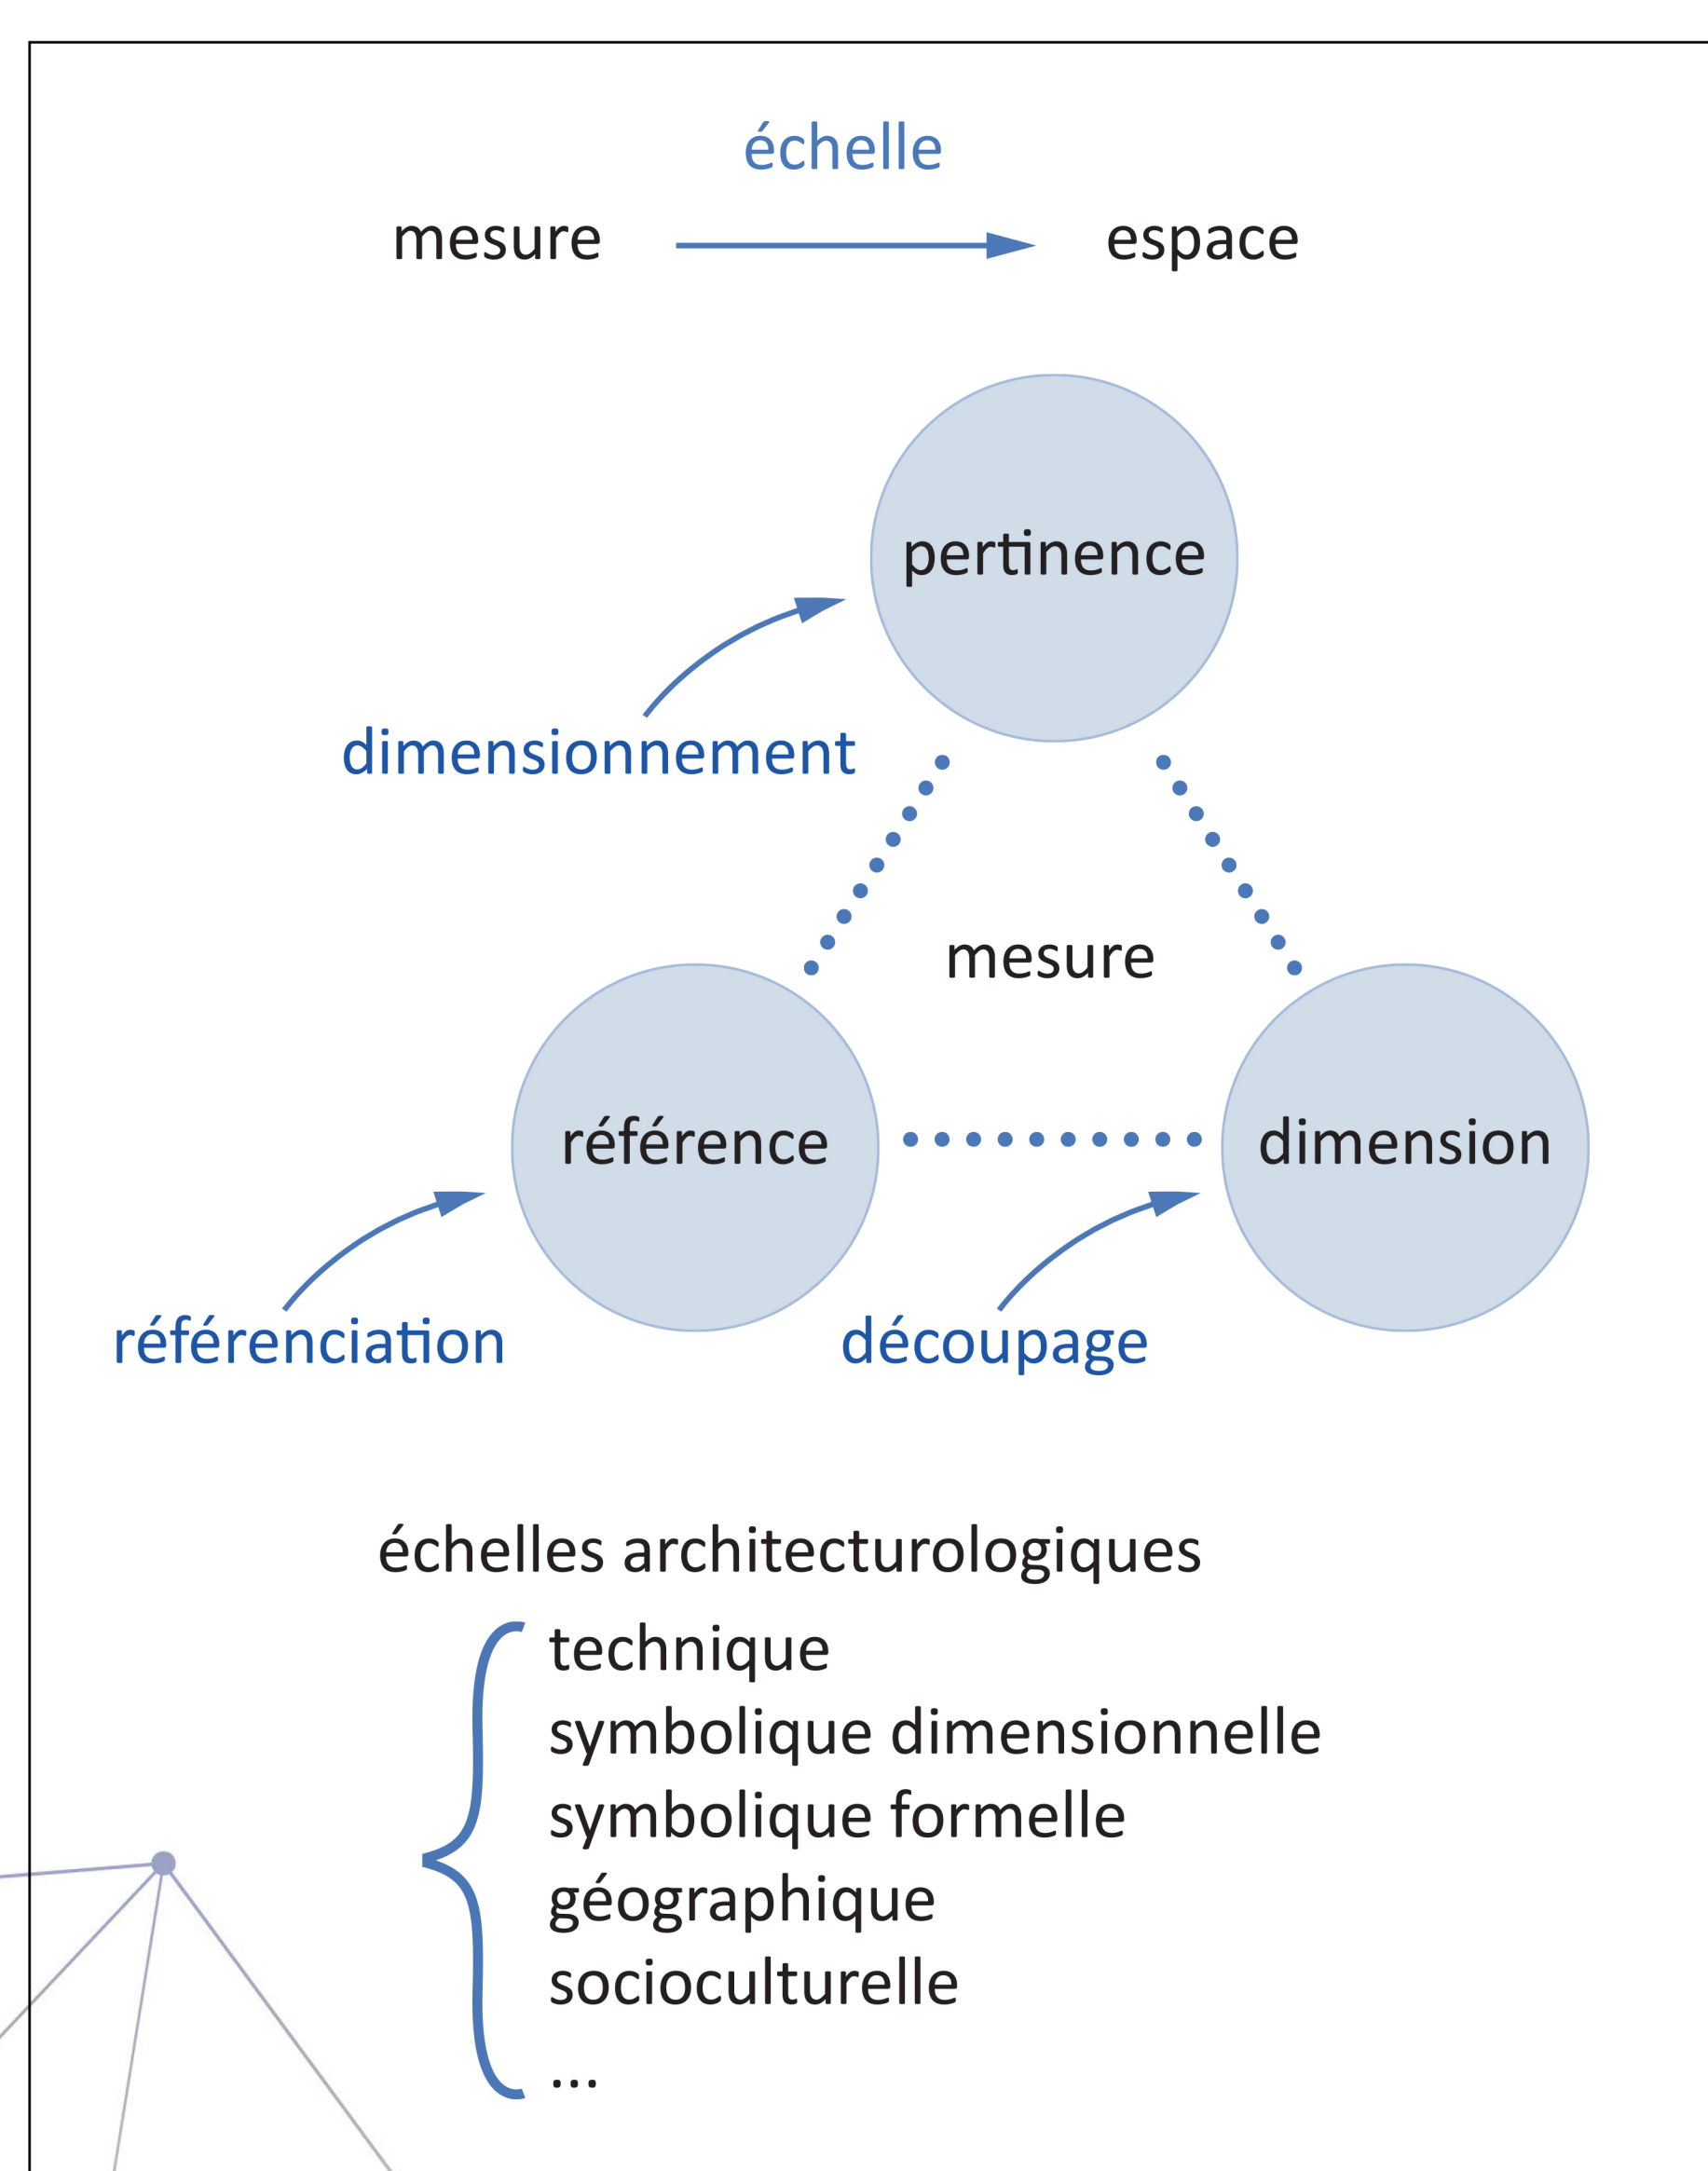 échelle
mesure espace
pertinence
dimensionnement
mesure
référence dimension
référenciation découpage
échelles architecturologiques
technique
symbolique dimensionnelle
symbolique formelle
géographique
socioculturelle
...